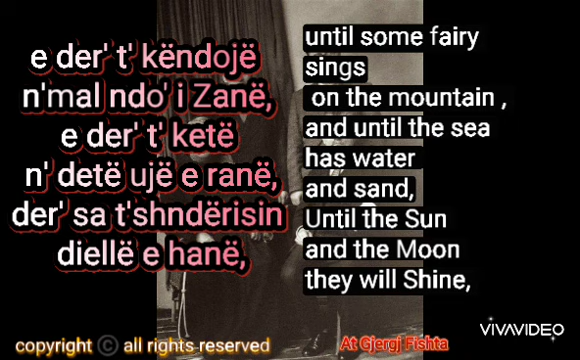 e der' t' këndojë
n'mal ndo' i Zanë,
e der' t' ketë
n' detë ujë e ranë,
der' sa t'shndërisin
diellë e hanë,
until some fairy
sings
on the mountain ,
and until the sea
has water
and sand,
Until the Sun
and the Moon
they will Shine,
copyright © all rights reserved
At Gjergj Fishta
VIVAVIDEO